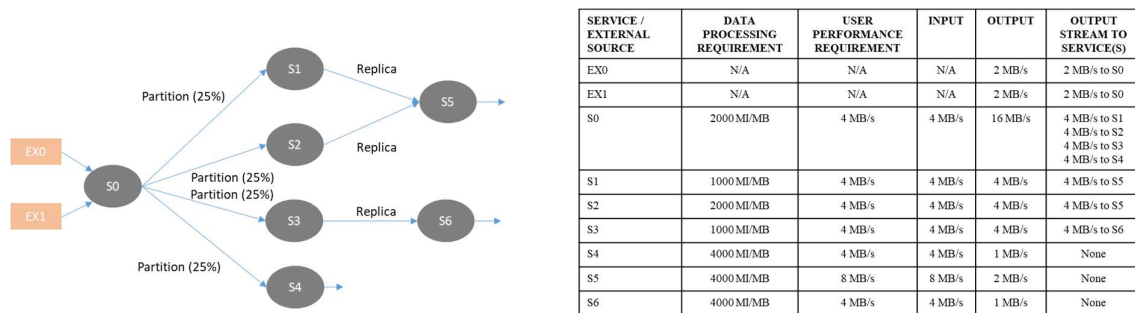 S1
Replica
Partition (25%)
S5
EX0
S2
Replica
S0
Partition (25%)
Partition (25%)
EX1
Replica
S3
S6
Partition (25%)
S4
SERVICE / EXTERNAL SOURCE DATA PROCESSING REQUIREMENT USER PERFORMANCE REQUIREMENT INPUT OUTPUT OUTPUT STREAM TO SERVICE(S)
EX0 N/A N/A N/A 2 MB/s 2 MB/s to S0
EX1 N/A N/A N/A 2 MB/s 2 MB/s to S0
S0 2000 MI/MB 4 MB/s 4 MB/s 16 MB/s 4 MB/s to S1
4 MB/s to S2
4 MB/s to S3
4 MB/s to S4
S1 1000 MI/MB 4 MB/s 4 MB/s 4 MB/s 4 MB/s to S5
S2 2000 MI/MB 4 MB/s 4 MB/s 4 MB/s 4 MB/s to S5
S3 1000 MI/MB 4 MB/s 4 MB/s 4 MB/s 4 MB/s to S6
S4 4000 MI/MB 4 MB/s 4 MB/s 1 MB/s None
S5 4000 MI/MB 8 MB/s 8 MB/s 2 MB/s None
S6 4000 MI/MB 4 MB/s 4 MB/s 1 MB/s None